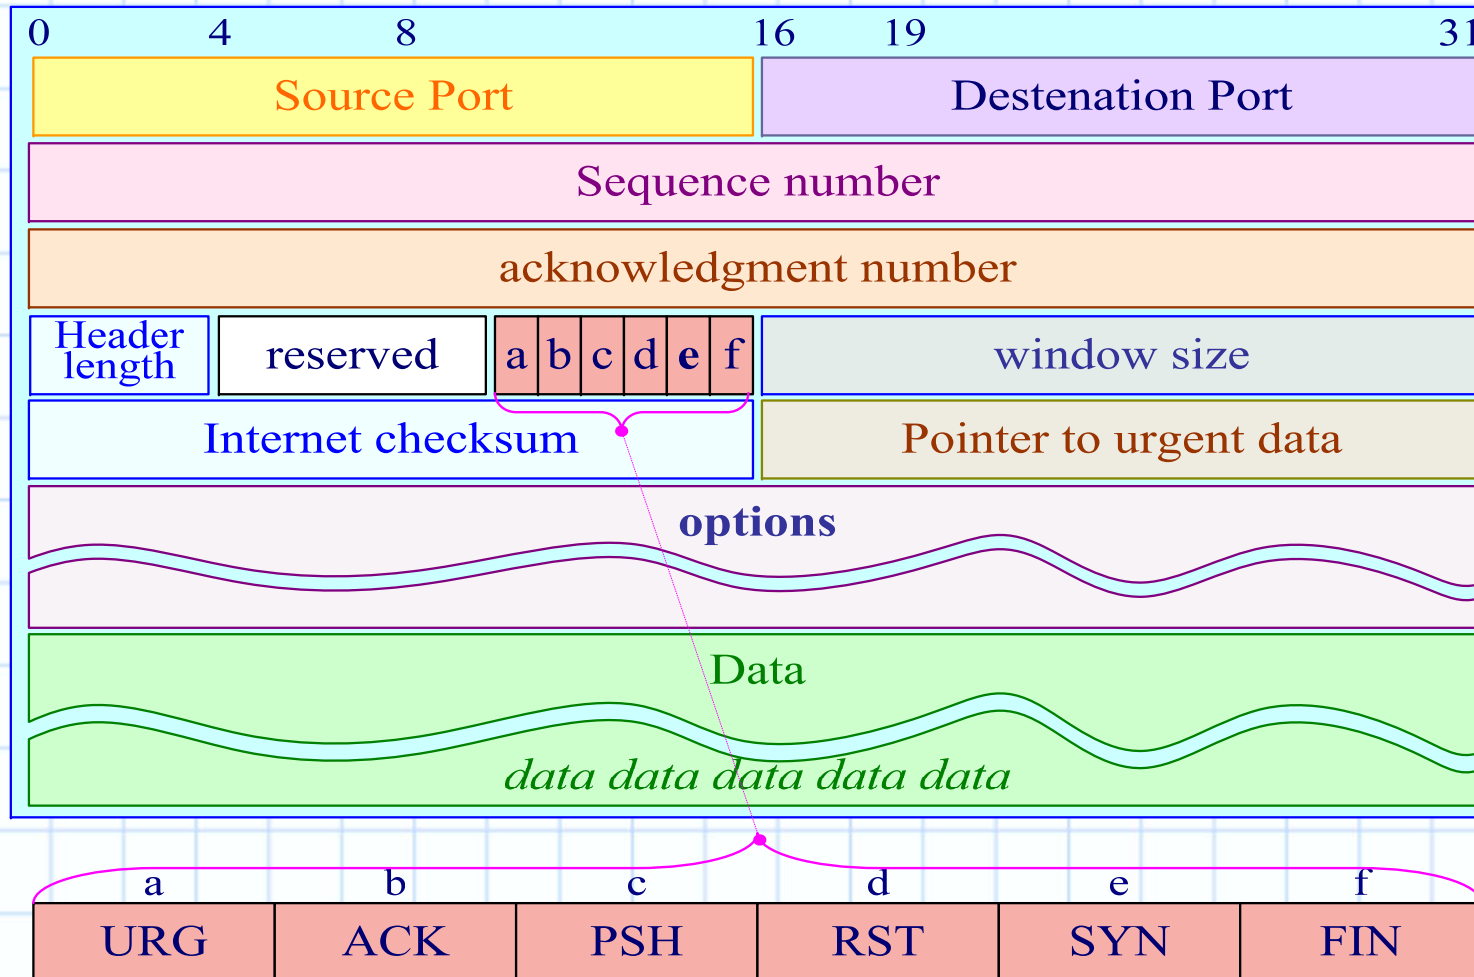 0 4 8 16 19 31
Source Port Destenation Port
Sequence number
acknowledgment number
Header
length
reserved a b c d e f window size
Internet checksum Pointer to urgent data
options
Data
data data data data data
a b c d e f
URG ACK PSH RST SYN FIN